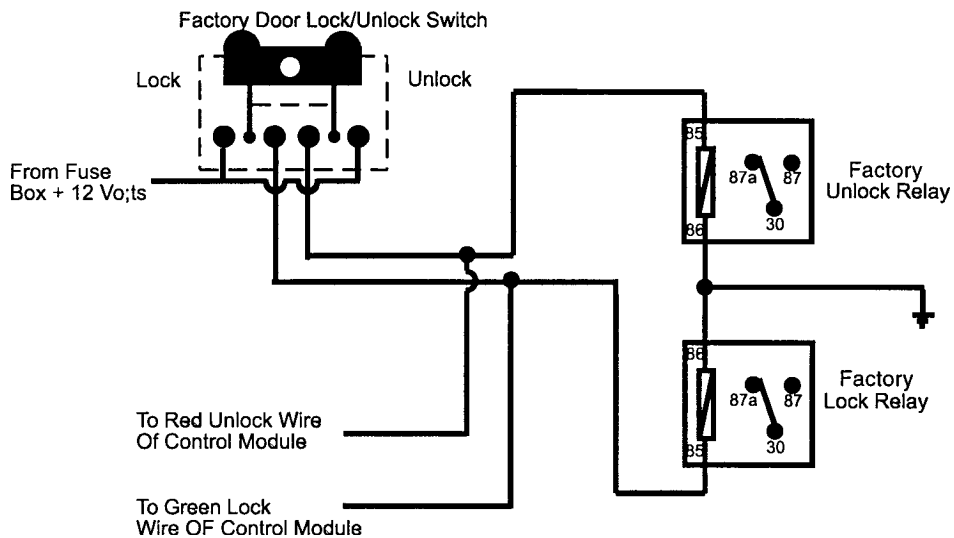 Factory Door Lock/Unlock Switch
Lock
Unlock
From Fuse
Box + 12 Vo;ts
85
87a
87
30
86
Factory
Unlock Relay
86
87a
87
30
85
Factory
Lock Relay
To Red Unlock Wire
Of Control Module
To Green Lock
Wire OF Control Module